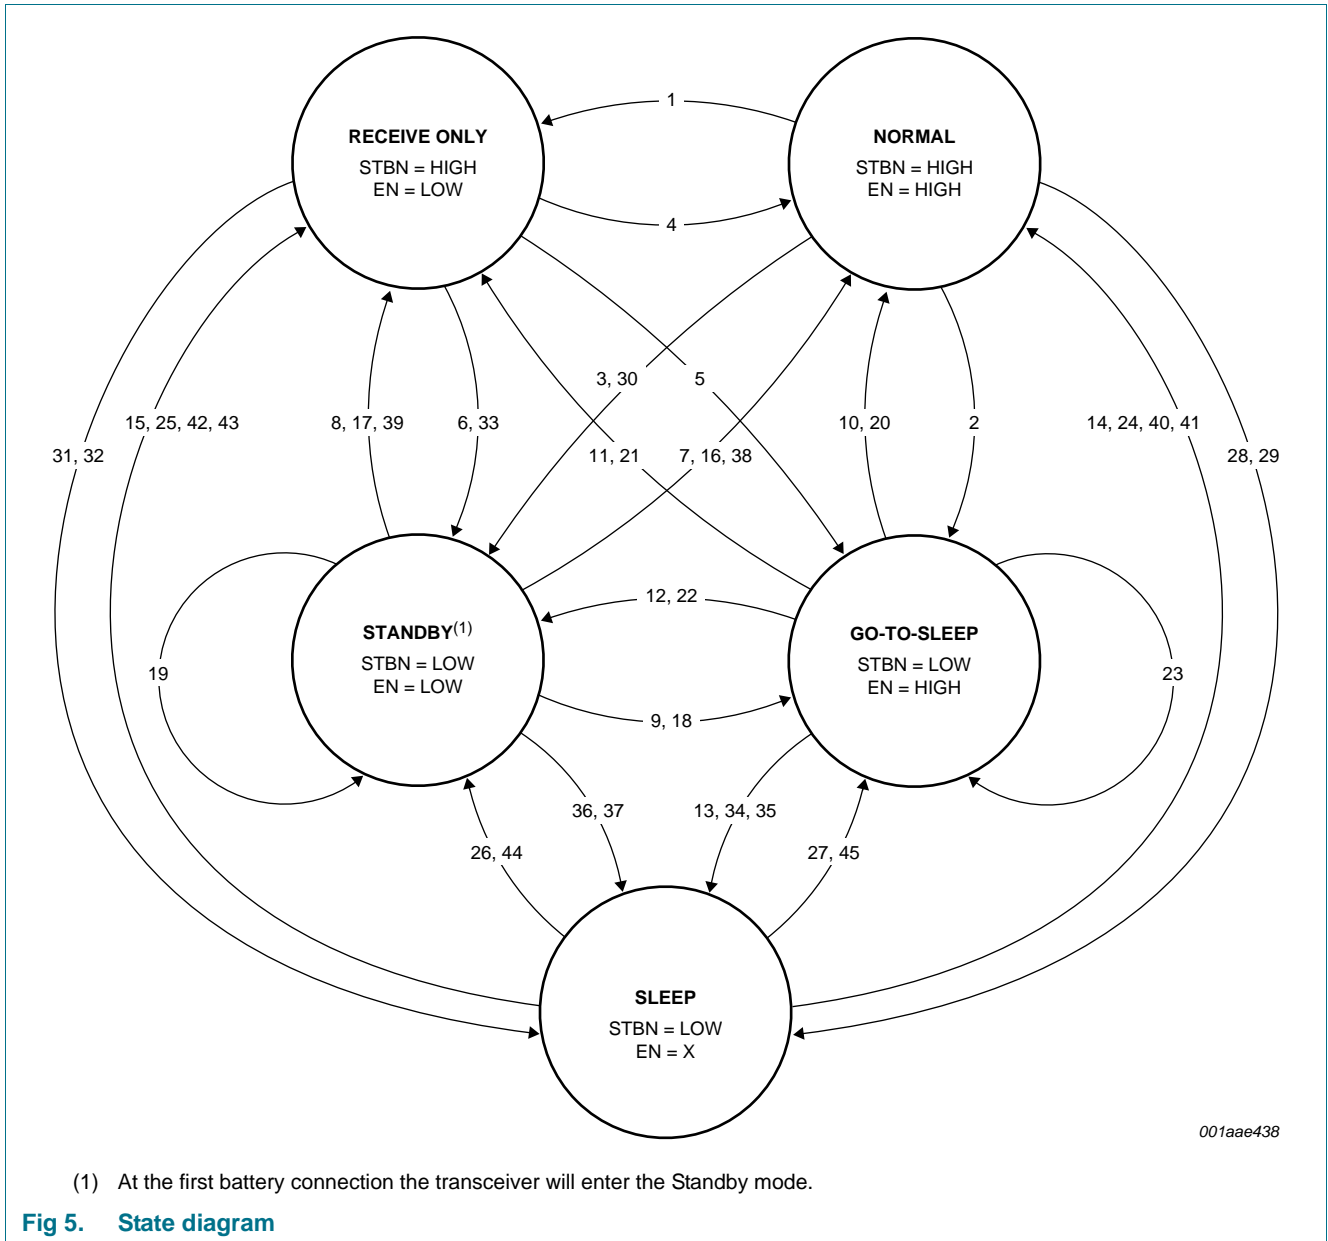 1
RECEIVE ONLY
STBN = HIGH
EN = LOW
NORMAL
STBN = HIGH
EN = HIGH
4
3, 30
5
15, 25, 42, 43
8, 17, 39
6, 33
10, 20
2
14, 24, 40, 41
31, 32
11, 21
7, 16, 38
28, 29
12, 22
STANDBY(1)
STBN = LOW
EN = LOW
GO-TO-SLEEP
STBN = LOW
EN = HIGH
19
23
9, 18
36, 37
13, 34, 35
26, 44
27, 45
SLEEP
STBN = LOW
EN = X
001aae438
(1) At the first battery connection the transceiver will enter the Standby mode.
Fig 5. State diagram